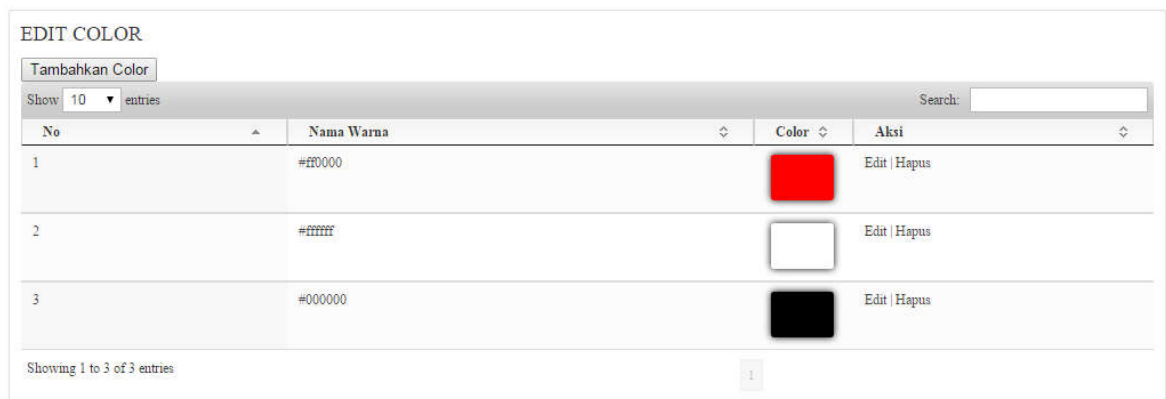 EDIT COLOR
Tambahkan Color
Show 10 entries Search:
No Nama Warna Color Aksi
1 #ff0000 Edit | Hapus
2 #ffffff Edit | Hapus
3 #000000 Edit | Hapus
Showing 1 to 3 of 3 entries 1